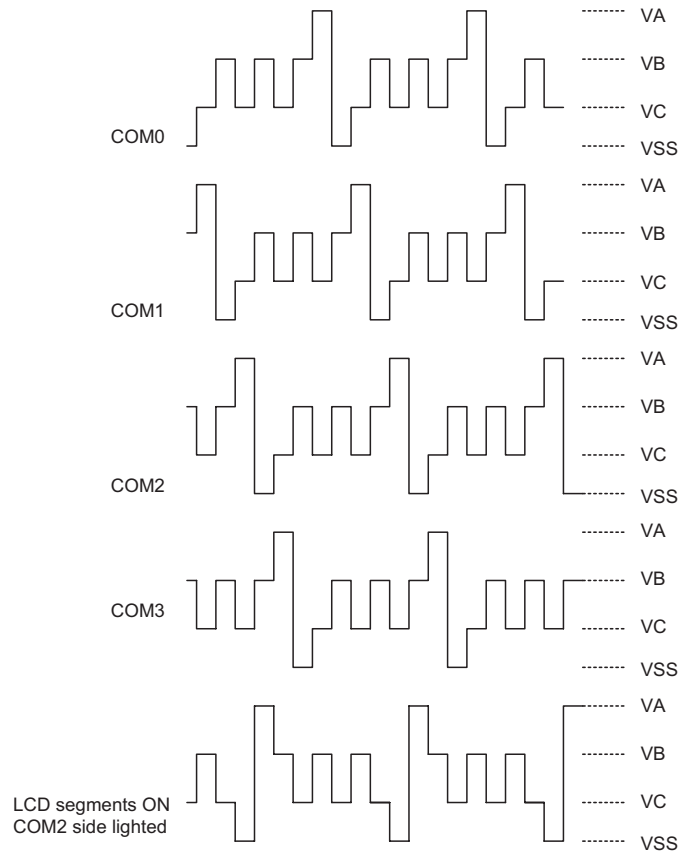 VA
VB
VC
COM0
VSS
VA
VB
VC
COM1
VSS
VA
VB
VC
COM2
VSS
VA
VB
COM3
VC
VSS
VA
VB
LCD segments ON
VC
COM2 side lighted
VSS